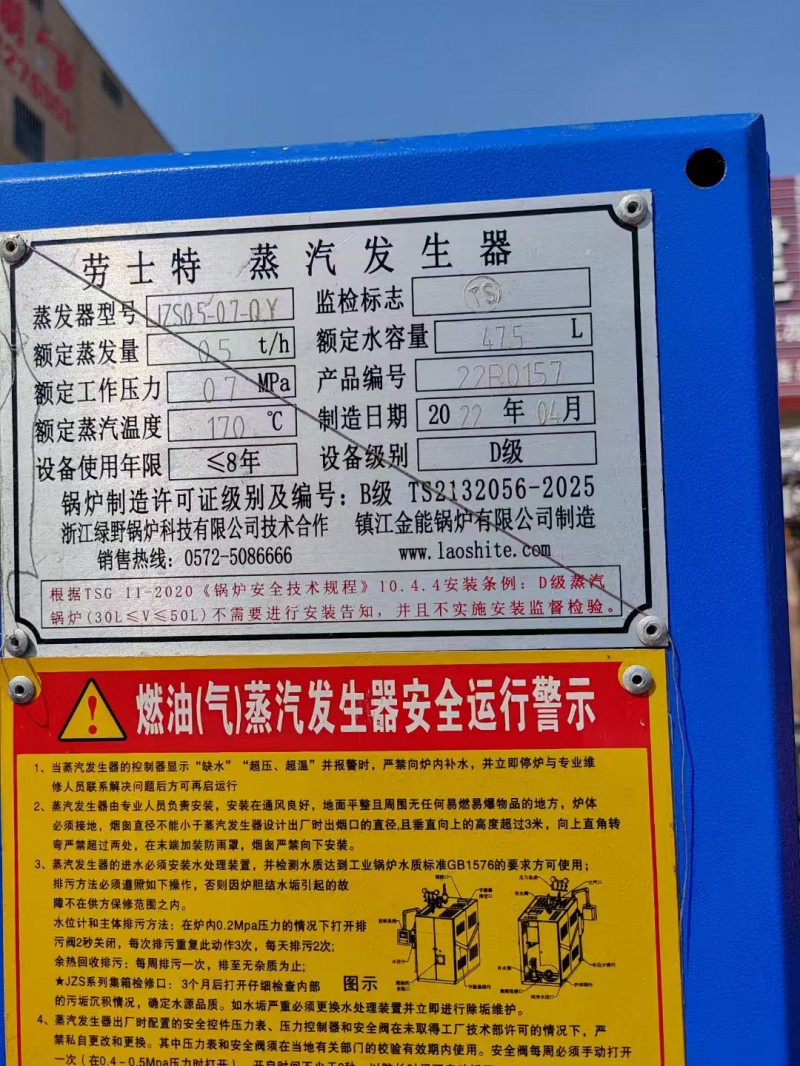 劳士特 蒸汽发生器
蒸发器型号 JZS0.5-0.7-Q.Y 监检标志 TS
额定蒸发量 0.5 t/h 额定水容量 47.5 L
额定工作压力 0.7 MPa 产品编号 22R0157
额定蒸汽温度 170 ℃ 制造日期 2022年04月
设备使用年限 ≤8年 设备级别 D级
锅炉制造许可证级别及编号：B级 TS2132056-2025
浙江绿野锅炉科技有限公司技术合作 镇江金能锅炉有限公司制造
销售热线：0572-5086666 www.laoshite.com
根据TSG 11-2020《锅炉安全技术规程》10.4.4安装条例：D级蒸汽
锅炉(30L≤V≤50L)不需要进行安装告知，并且不实施安装监督检验。
燃油(气)蒸汽发生器安全运行警示
1、当蒸汽发生器的控制器显示“缺水”“超压、超温”并报警时，严禁向炉内补水，并立即停炉与专业维
修人员联系解决问题后方可再启运行
2、蒸汽发生器由专业人员负责安装，安装在通风良好，地面平整且周围无任何易燃易爆物品的地方，炉体
必须接地，烟囱直径不能小于蒸汽发生器设计出厂时出烟口的直径,且垂直向上的高度超过3米，向上直角转
弯严禁超过两处，在末端加装防雨罩，烟囱严禁向下安装。
3、蒸汽发生器的进水必须安装水处理装置，并检测水质达到工业锅炉水质标准GB1576的要求方可使用；
排污方法必须遵照如下操作，否则因炉胆结水垢引起的故
障不在供方保修范围之内。
水位计和主体排污方法：在炉内0.2Mpa压力的情况下打开排
污阀2秒关闭，每次排污重复此动作3次，每天排污2次；
余热回收排污：每周排污一次，排至无杂质为止；
★JZS系列集箱检修口：3个月后打开仔细检查内部 图示
的污垢沉积情况，确定水源品质。如水垢严重必须更换水处理装置并立即进行除垢维护。
4、蒸汽发生器出厂时配置的安全控件压力表、压力控制器和安全阀在未取得工厂技术部许可的情况下，严
禁私自更改和更换。其中压力表和安全阀须在当地有关部门的校验有效期内使用。安全阀每周必须手动打开
一次（在0.4-0.5Mpa压力时打开）